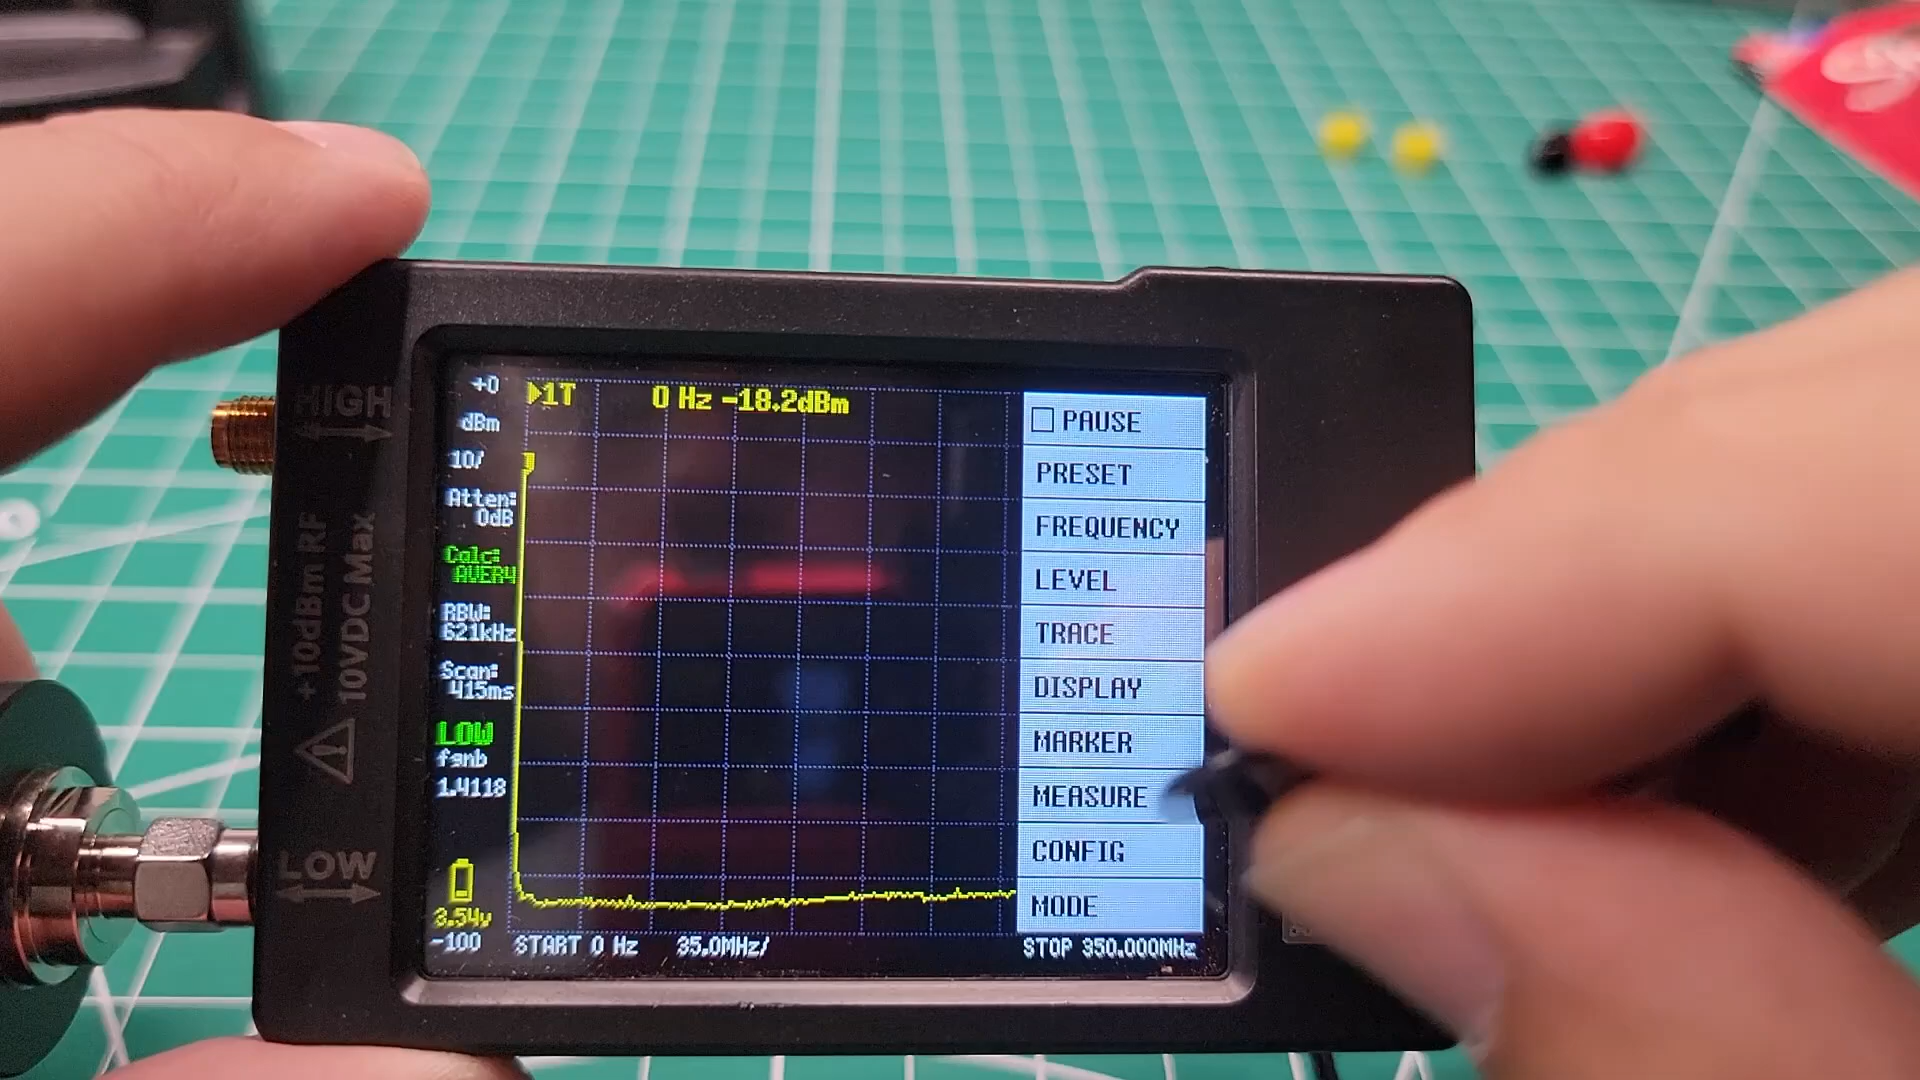 +0
dBm
10/
Atten:
0dB
Calc:
AVER4
RBW:
621kHz
Scan:
415ms
LOW
fgnb
1.4118
3.54v
-100
▶1T 0 Hz -18.2dBm
START 0 Hz 35.0MHz/ STOP 350.000MHz
PAUSE
PRESET
FREQUENCY
LEVEL
TRACE
DISPLAY
MARKER
MEASURE
CONFIG
MODE
HIGH
+10dBm RF
10VDC Max
LOW